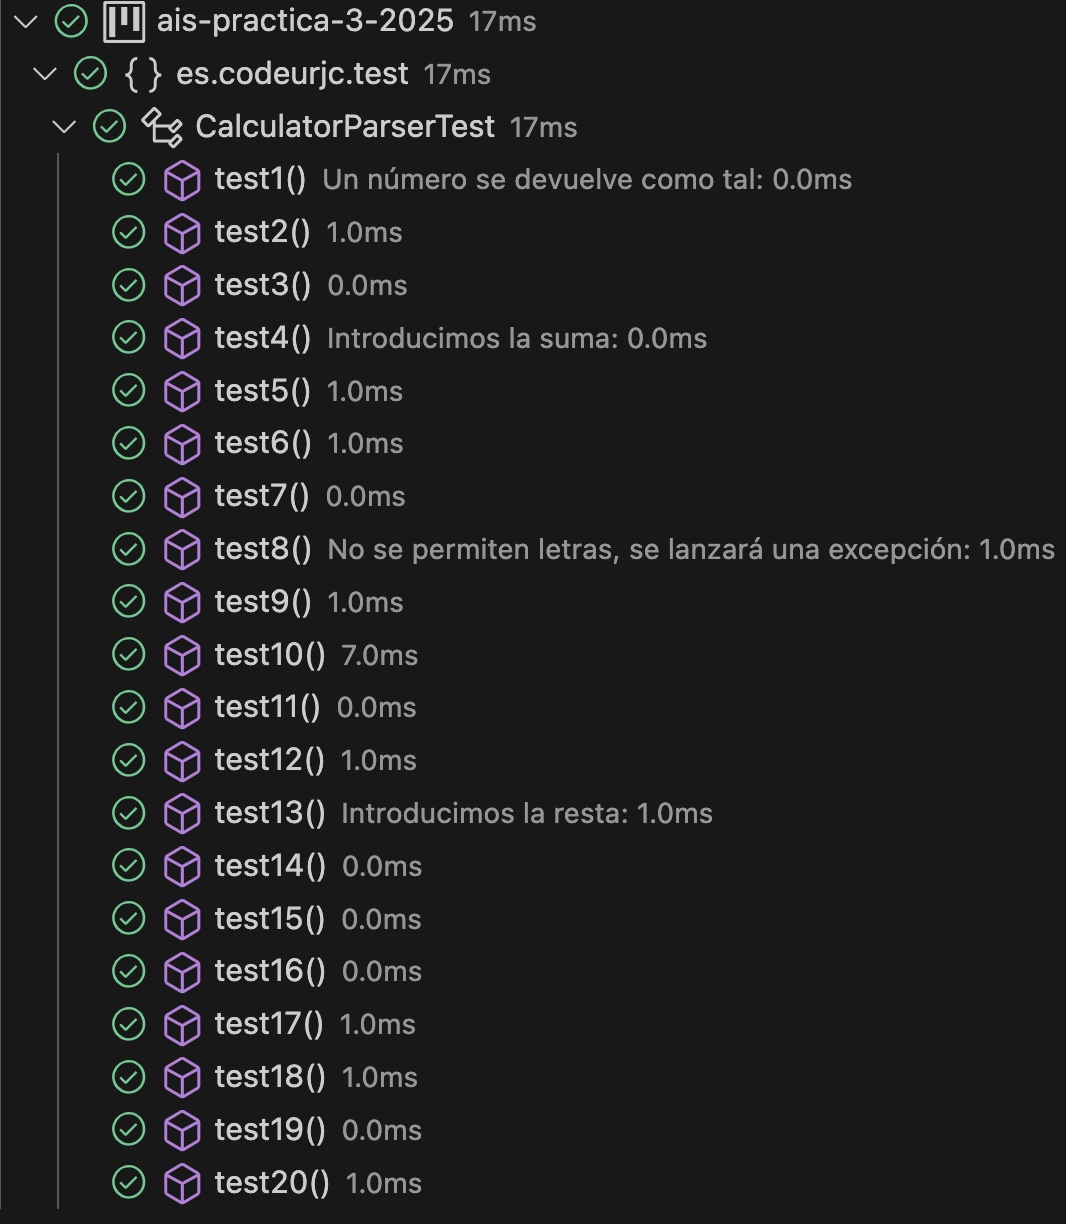 ais-practica-3-2025 17ms
{ } es.codeurjc.test 17ms
CalculatorParserTest 17ms
test1() Un número se devuelve como tal: 0.0ms
test2() 1.0ms
test3() 0.0ms
test4() Introducimos la suma: 0.0ms
test5() 1.0ms
test6() 1.0ms
test7() 0.0ms
test8() No se permiten letras, se lanzará una excepción: 1.0ms
test9() 1.0ms
test10() 7.0ms
test11() 0.0ms
test12() 1.0ms
test13() Introducimos la resta: 1.0ms
test14() 0.0ms
test15() 0.0ms
test16() 0.0ms
test17() 1.0ms
test18() 1.0ms
test19() 0.0ms
test20() 1.0ms